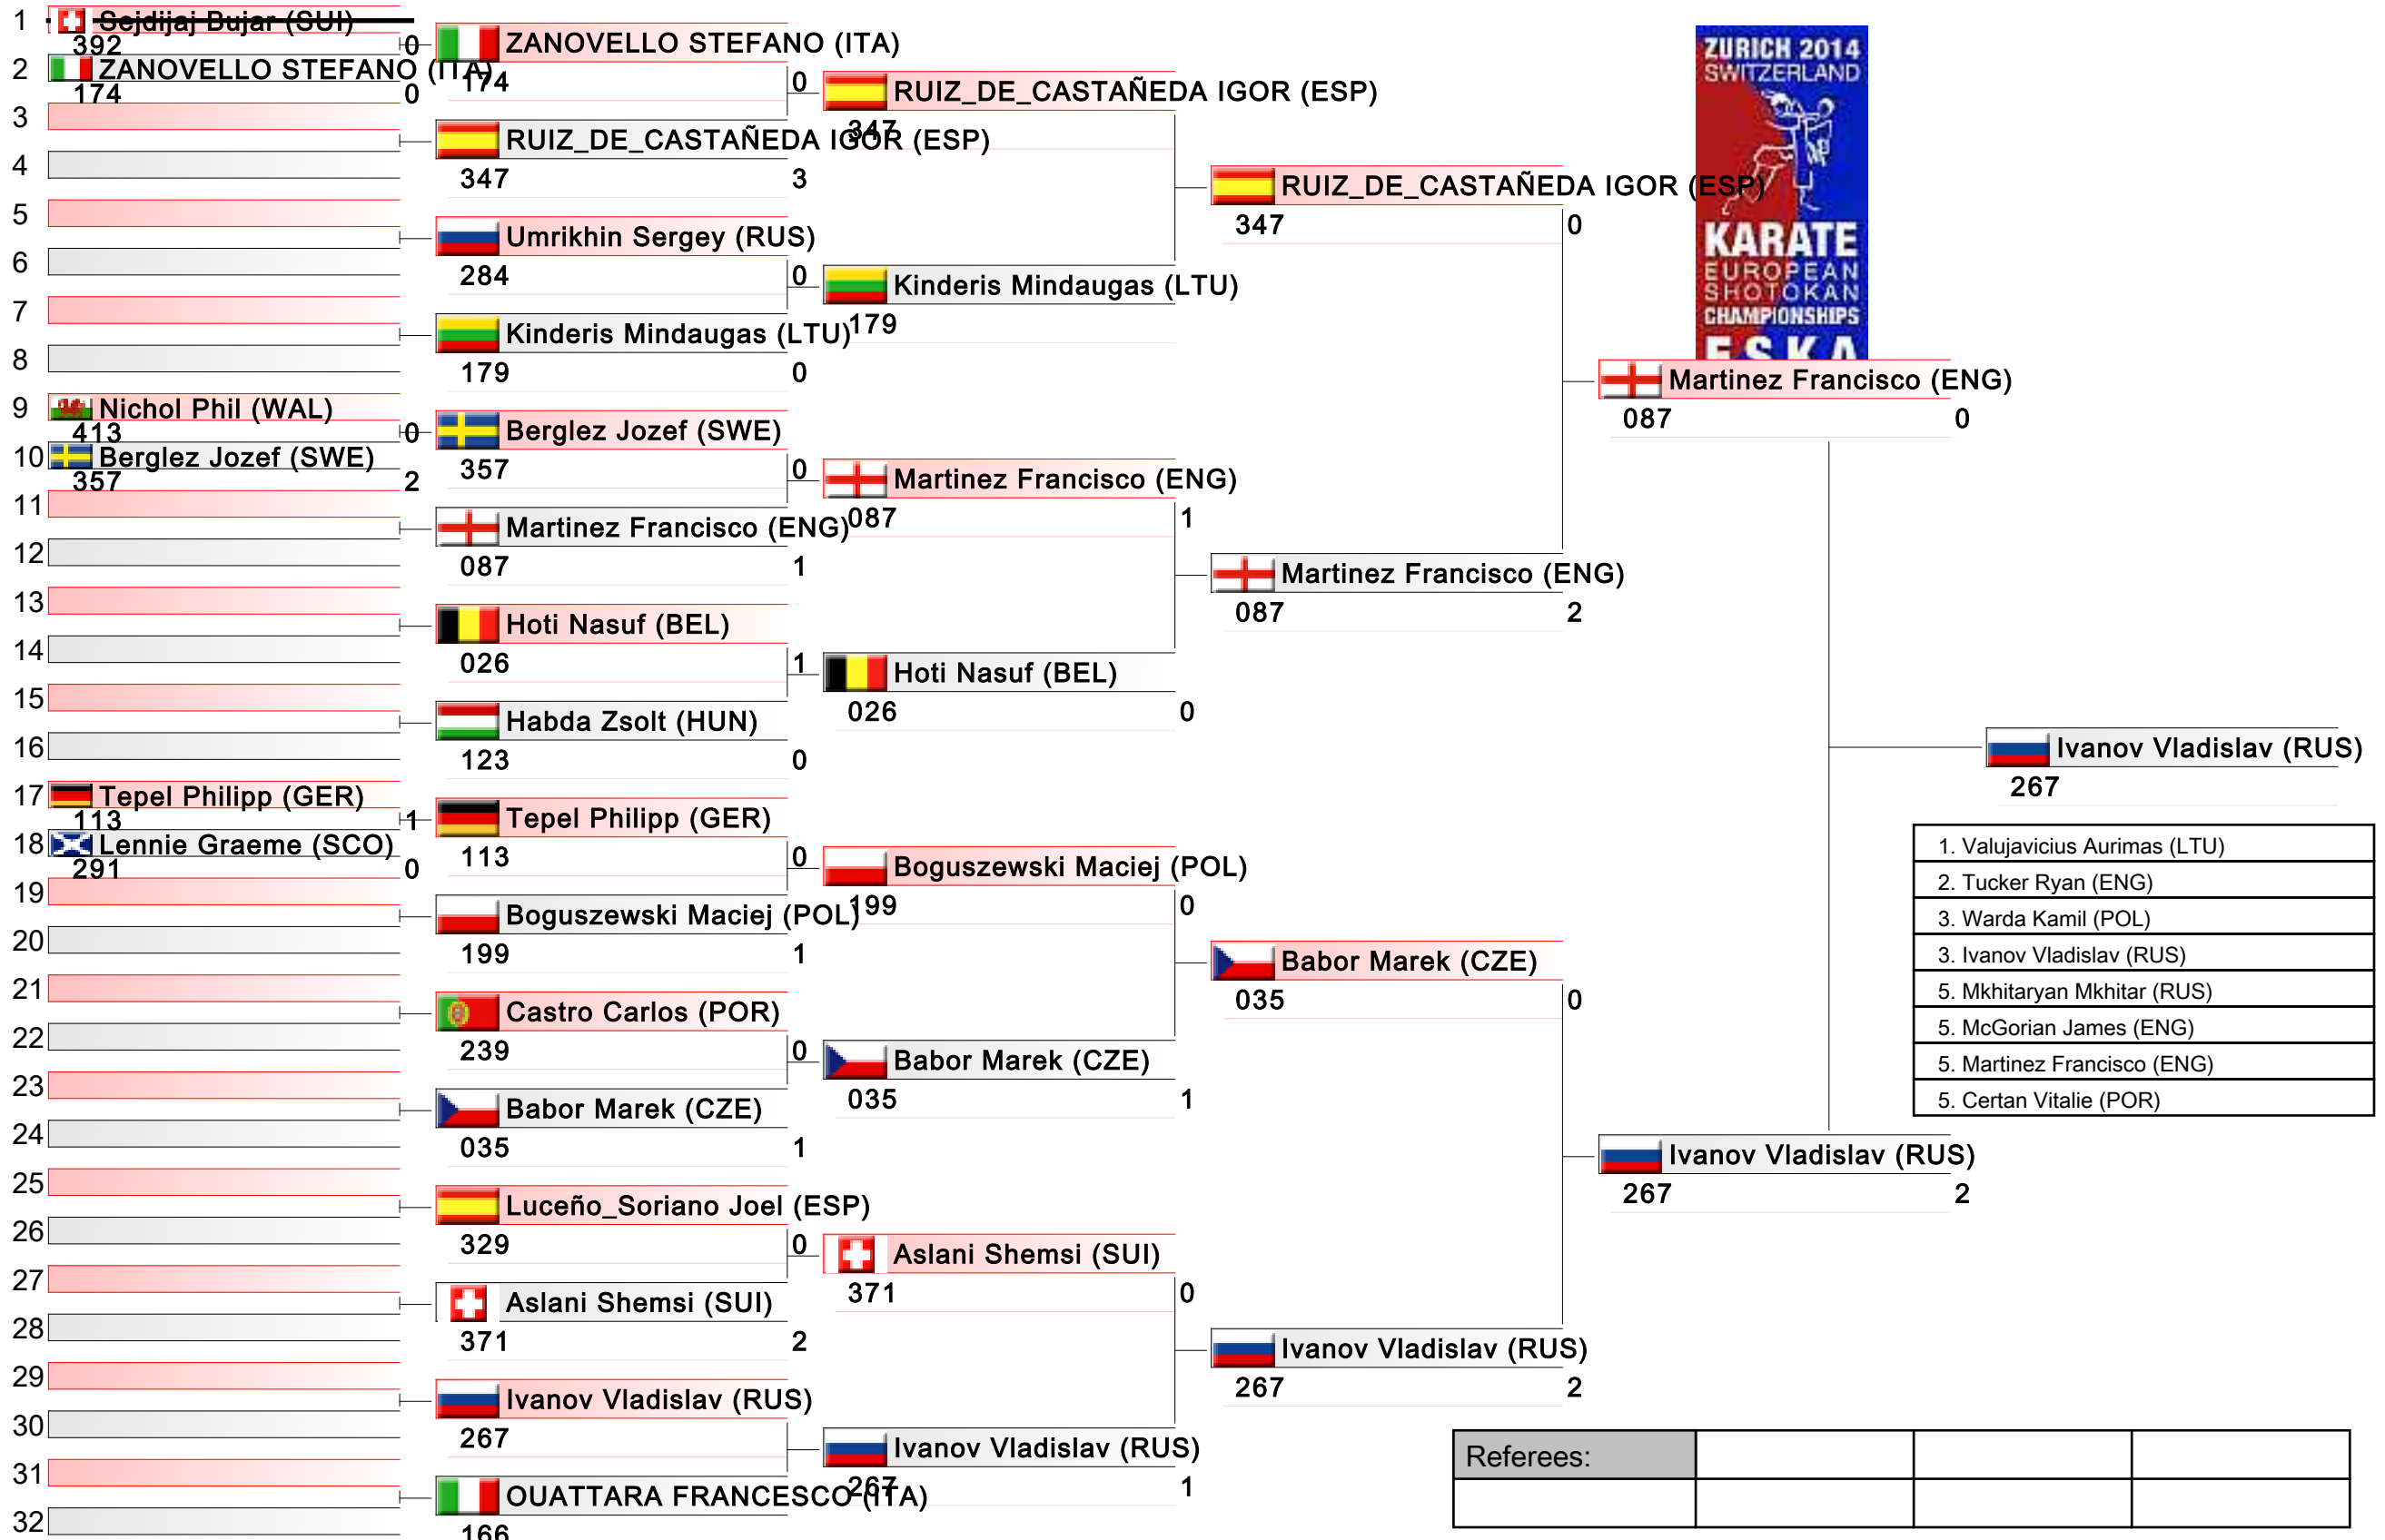 1 Sejdijaj Bujar (SUI)
392 0
2 ZANOVELLO STEFANO (ITA)
174 0
3
4
5
6
7
8
9 Nichol Phil (WAL)
413 0
10 Berglez Jozef (SWE)
357 2
11
12
13
14
15
16
17 Tepel Philipp (GER)
113 1
18 Lennie Graeme (SCO)
291 0
19
20
21
22
23
24
25
26
27
28
29
30
31
32
ZANOVELLO STEFANO (ITA)
174 0
RUIZ_DE_CASTAÑEDA IGOR (ESP)
347 3
Umrikhin Sergey (RUS)
284 0
Kinderis Mindaugas (LTU)
179 0
Berglez Jozef (SWE)
357 0
Martinez Francisco (ENG)
087 1
Hoti Nasuf (BEL)
026 1
Habda Zsolt (HUN)
123 0
Tepel Philipp (GER)
113 0
Boguszewski Maciej (POL)
199 1
Castro Carlos (POR)
239 0
Babor Marek (CZE)
035 1
Luceño_Soriano Joel (ESP)
329 0
Aslani Shemsi (SUI)
371 2
Ivanov Vladislav (RUS)
267
OUATTARA FRANCESCO (ITA)
166
RUIZ_DE_CASTAÑEDA IGOR (ESP)
347
Kinderis Mindaugas (LTU)
179
Martinez Francisco (ENG)
087 1
Hoti Nasuf (BEL)
026 0
Boguszewski Maciej (POL)
199 0
Babor Marek (CZE)
035 1
Aslani Shemsi (SUI)
371 0
Ivanov Vladislav (RUS)
267 1
RUIZ_DE_CASTAÑEDA IGOR (ESP)
347 0
Martinez Francisco (ENG)
087 2
Babor Marek (CZE)
035 0
Ivanov Vladislav (RUS)
267 2
ZURICH 2014
SWITZERLAND
KARATE
EUROPEAN
SHOTOKAN
CHAMPIONSHIPS
ESKA
Martinez Francisco (ENG)
087 0
Ivanov Vladislav (RUS)
267 2
Ivanov Vladislav (RUS)
267
1. Valujavicius Aurimas (LTU)
2. Tucker Ryan (ENG)
3. Warda Kamil (POL)
3. Ivanov Vladislav (RUS)
5. Mkhitaryan Mkhitar (RUS)
5. McGorian James (ENG)
5. Martinez Francisco (ENG)
5. Certan Vitalie (POR)
Referees: